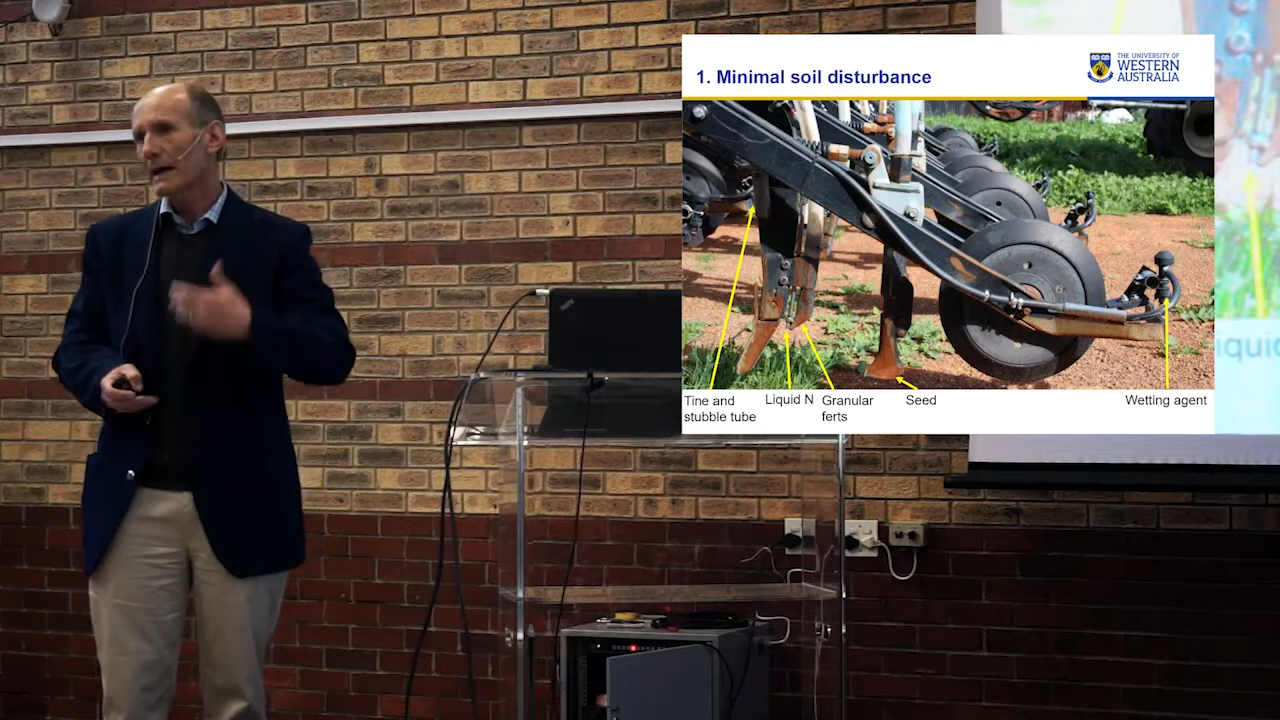 1. Minimal soil disturbance
THE UNIVERSITY OF
WESTERN
AUSTRALIA
Tine and
stubble tube
Liquid N
Granular
ferts
Seed
Wetting agent